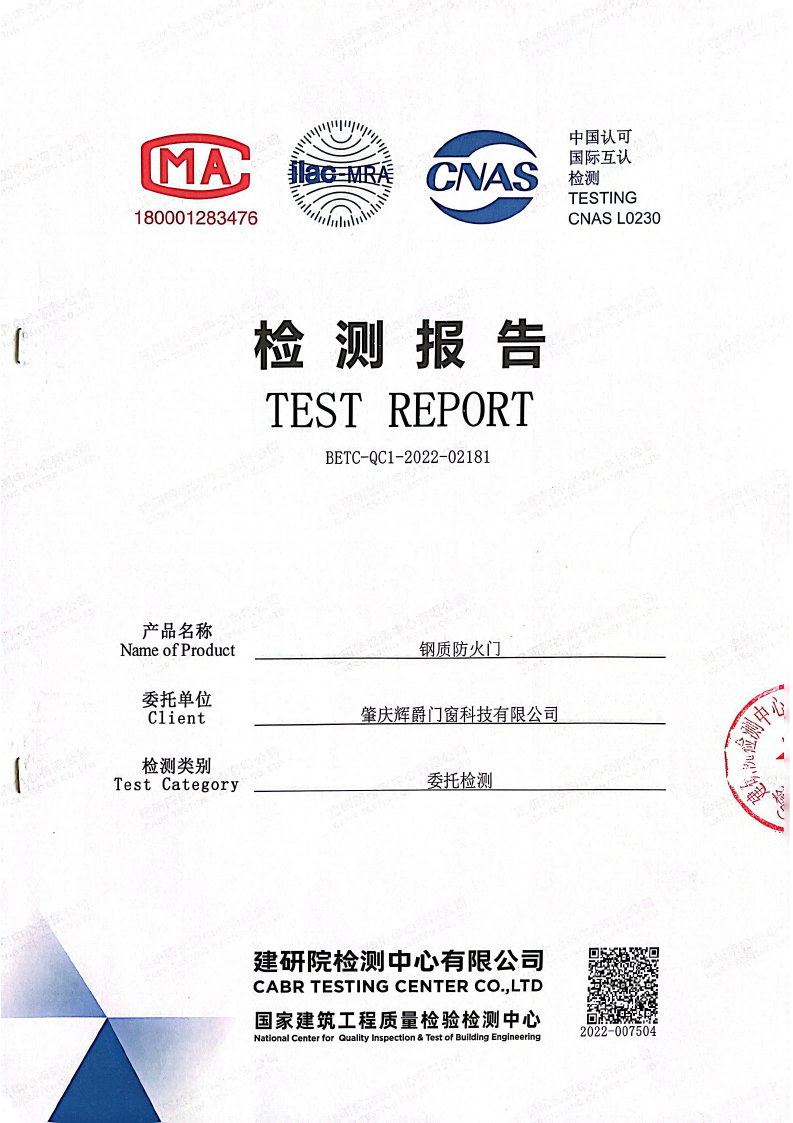 MA
180001283476
ilac-MRA
CNAS
中国认可
国际互认
检测
TESTING
CNAS L0230
检测报告
TEST REPORT
BETC-QC1-2022-02181
产品名称
Name of Product
钢质防火门
委托单位
Client
肇庆辉爵门窗科技有限公司
检测类别
Test Category
委托检测
建研院检测中心有限公司
CABR TESTING CENTER CO.,LTD
国家建筑工程质量检验检测中心
National Center for Quality Inspection & Test of Building Engineering
2022-007504